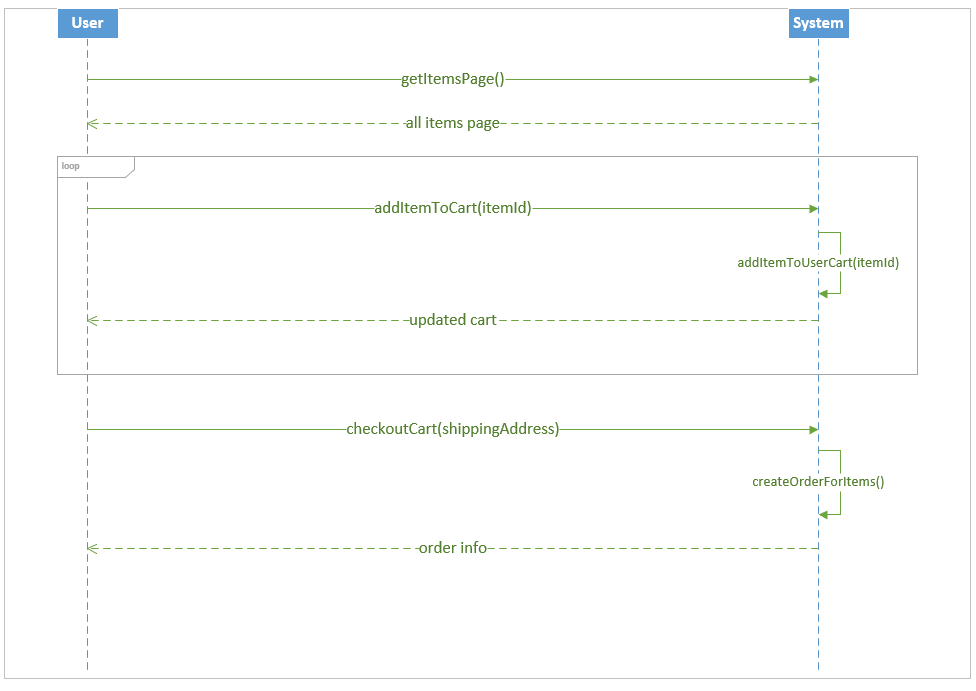 User
System
getItemsPage()
all items page
loop
addItemToCart(itemId)
addItemToUserCart(itemId)
updated cart
checkoutCart(shippingAddress)
createOrderForItems()
order info